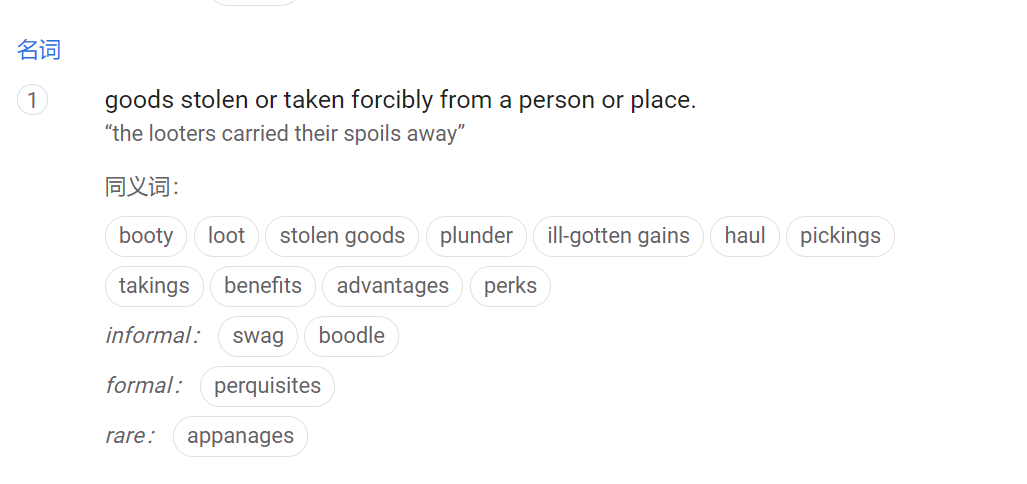 名词
1 goods stolen or taken forcibly from a person or place.
“the looters carried their spoils away”
同义词：
booty loot stolen goods plunder ill-gotten gains haul pickings
takings benefits advantages perks
informal： swag boodle
formal： perquisites
rare： appanages